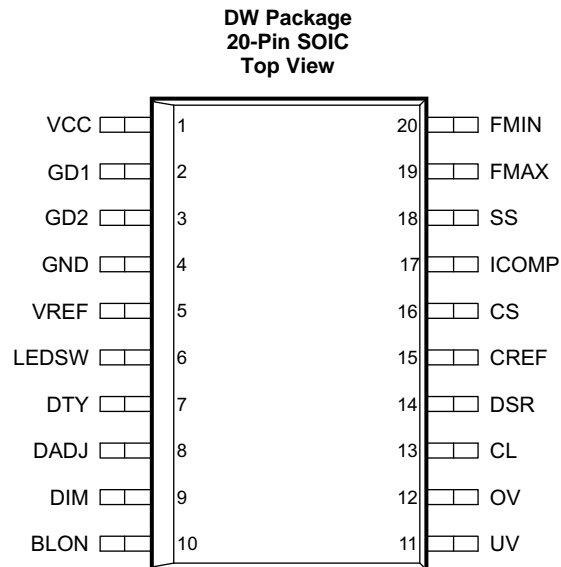 DW Package
20-Pin SOIC
Top View
VCC 1 20 FMIN
GD1 2 19 FMAX
GD2 3 18 SS
GND 4 17 ICOMP
VREF 5 16 CS
LEDSW 6 15 CREF
DTY 7 14 DSR
DADJ 8 13 CL
DIM 9 12 OV
BLON 10 11 UV